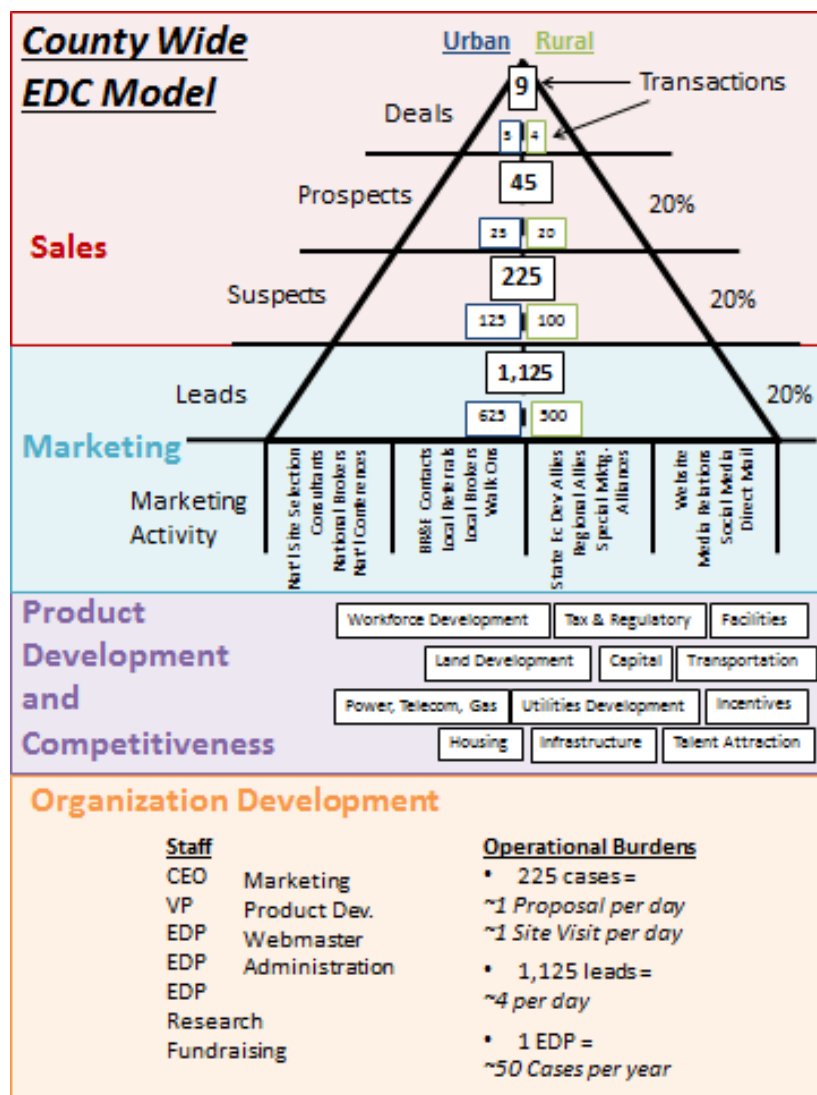 County Wide
EDC Model
Urban Rural
9
Transactions
Deals
5 4
45
Prospects
20%
25 20
Sales
225
Suspects
20%
125 100
1,125
Leads
20%
625 500
Marketing
Marketing
Activity
Nat'l Site Selection
Consultants
National Brokers
Nat'l Conferences
BR&E Contacts
Local Referrals
Local Brokers
Walk Ons
State Ec Dev Allies
Regional Allies
Special Mktg.
Alliances
Website
Media Relations
Social Media
Direct Mail
Product
Development
and
Competitiveness
Workforce Development Tax & Regulatory Facilities
Land Development Capital Transportation
Power, Telecom, Gas Utilities Development Incentives
Housing Infrastructure Talent Attraction
Organization Development
Staff
CEO
VP
EDP
EDP
EDP
Research
Fundraising
Marketing
Product Dev.
Webmaster
Administration
Operational Burdens
• 225 cases =
~1 Proposal per day
~1 Site Visit per day
• 1,125 leads =
~4 per day
• 1 EDP =
~50 Cases per year